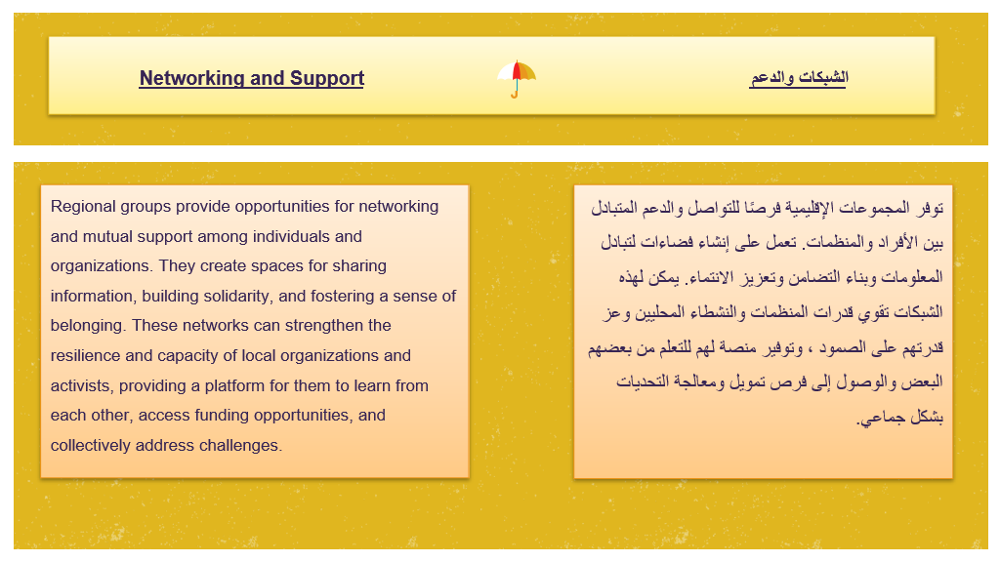 Networking and Support
الشبكات والدعم
Regional groups provide opportunities for networking
and mutual support among individuals and
organizations. They create spaces for sharing
information, building solidarity, and fostering a sense of
belonging. These networks can strengthen the
resilience and capacity of local organizations and
activists, providing a platform for them to learn from
each other, access funding opportunities, and
collectively address challenges.
توفر المجموعات الإقليمية فرصًا للتواصل والدعم المتبادل
بين الأفراد والمنظمات. تعمل على إنشاء فضاءات لتبادل
المعلومات وبناء التضامن وتعزيز الانتماء. يمكن لهذه
الشبكات تقوي قدرات المنظمات والنشطاء المحليين وعز
قدرتهم على الصمود ، وتوفير منصة لهم للتعلم من بعضهم
البعض والوصول إلى فرص تمويل ومعالجة التحديات
بشكل جماعي.